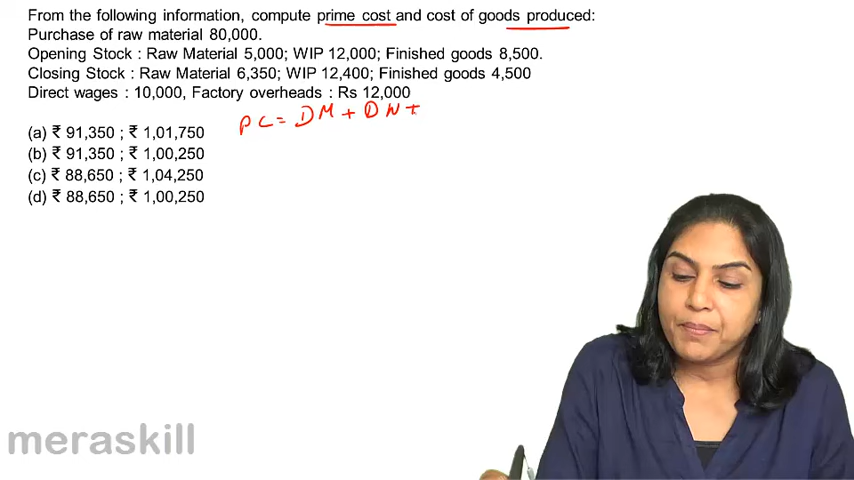 From the following information, compute prime cost and cost of goods produced:
Purchase of raw material 80,000.
Opening Stock : Raw Material 5,000; WIP 12,000; Finished goods 8,500.
Closing Stock : Raw Material 6,350; WIP 12,400; Finished goods 4,500
Direct wages : 10,000, Factory overheads : Rs 12,000
PC = DM + DW +
(a) ₹ 91,350 ; ₹ 1,01,750
(b) ₹ 91,350 ; ₹ 1,00,250
(c) ₹ 88,650 ; ₹ 1,04,250
(d) ₹ 88,650 ; ₹ 1,00,250
meraskill